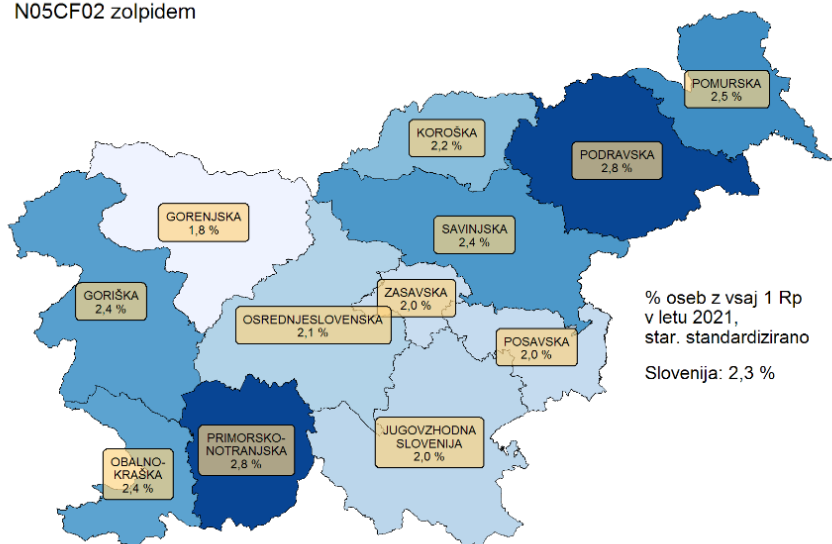 N05CF02 zolpidem
POMURSKA
2,5 %
KOROŠKA
2,2 %
PODRAVSKA
2,8 %
GORENJSKA
1,8 %
SAVINJSKA
2,4 %
GORIŠKA
2,4 %
ZASAVSKA
2,0 %
OSREDNJESLOVENSKA
2,1 %
POSAVSKA
2,0 %
% oseb z vsaj 1 Rp
v letu 2021,
star. standardizirano
Slovenija: 2,3 %
JUGOVZHODNA
SLOVENIJA
2,0 %
PRIMORSKO-
NOTRANJSKA
2,8 %
OBALNO-
KRAŠKA
2,4 %